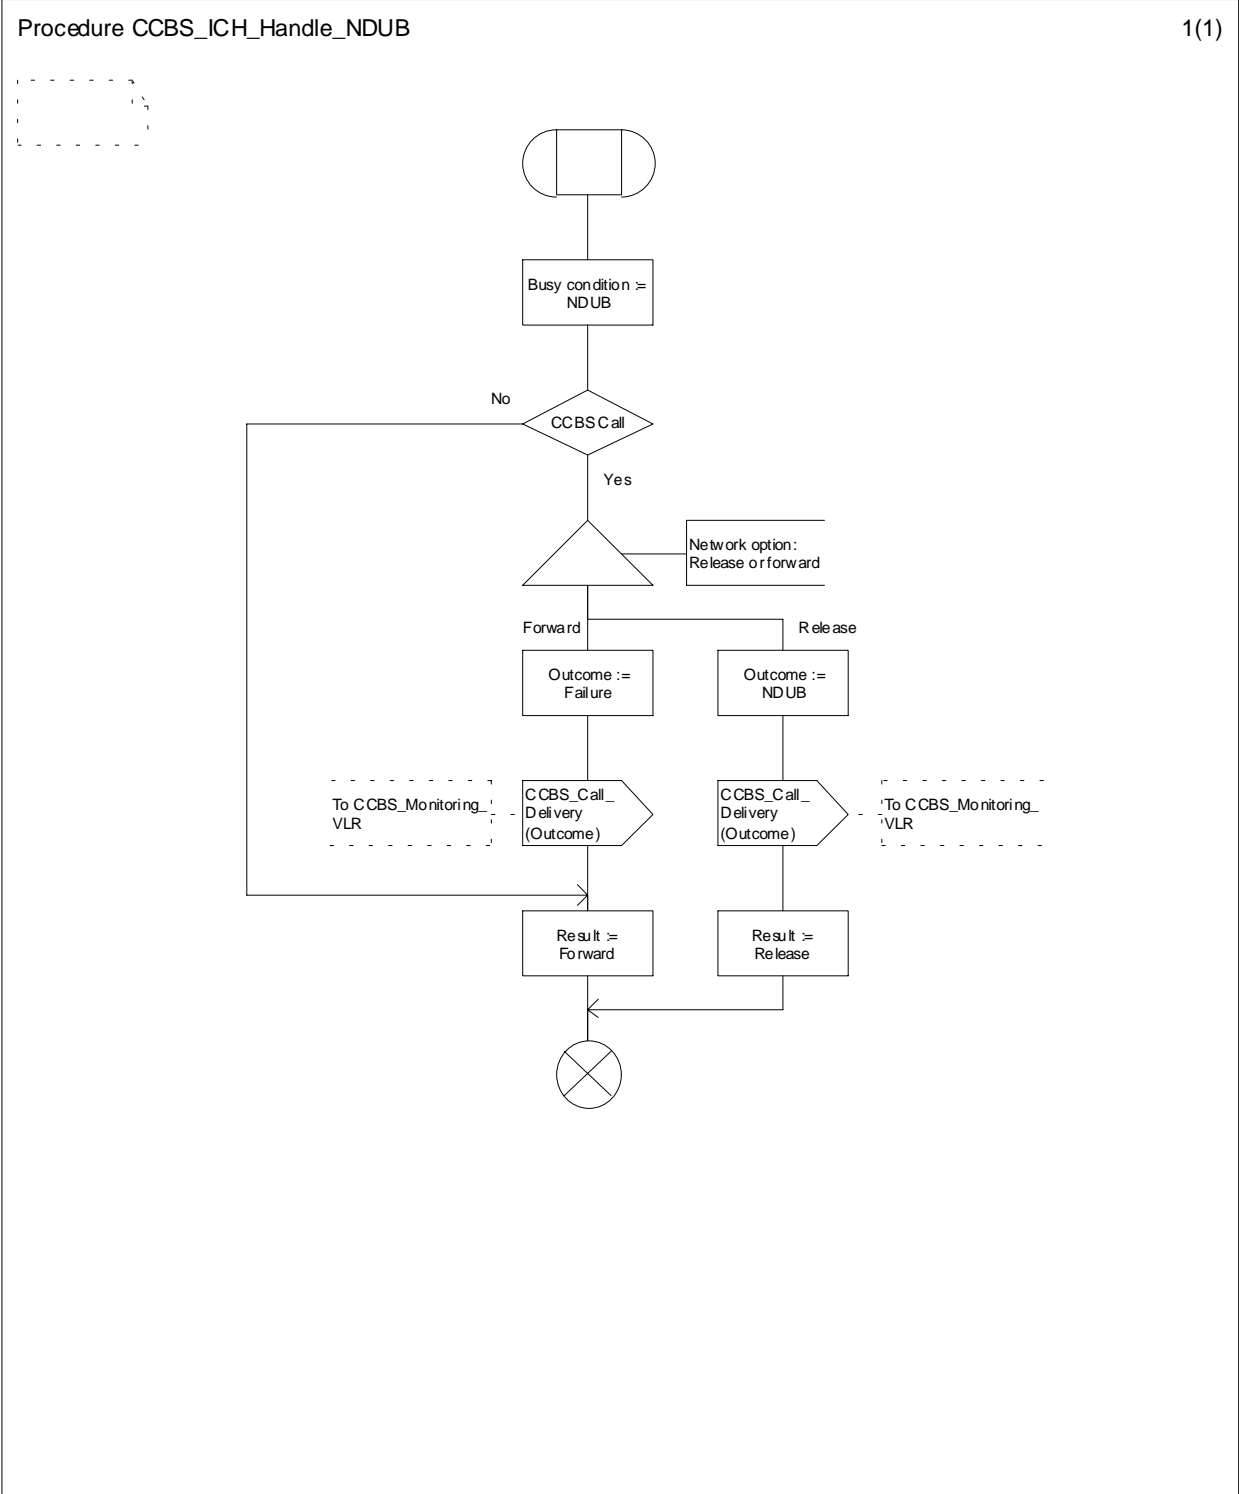 Procedure CCBS_ICH_Handle_NDUB
1(1)
Busy condition :=
NDUB
No
CCBS Call
Yes
Network option:
Release or forward
Forward
Release
Outcome :=
Failure
Outcome :=
NDUB
To CCBS_Monitoring_
VLR
CCBS_Call_
Delivery
(Outcome)
CCBS_Call_
Delivery
(Outcome)
To CCBS_Monitoring_
VLR
Result :=
Forward
Result :=
Release